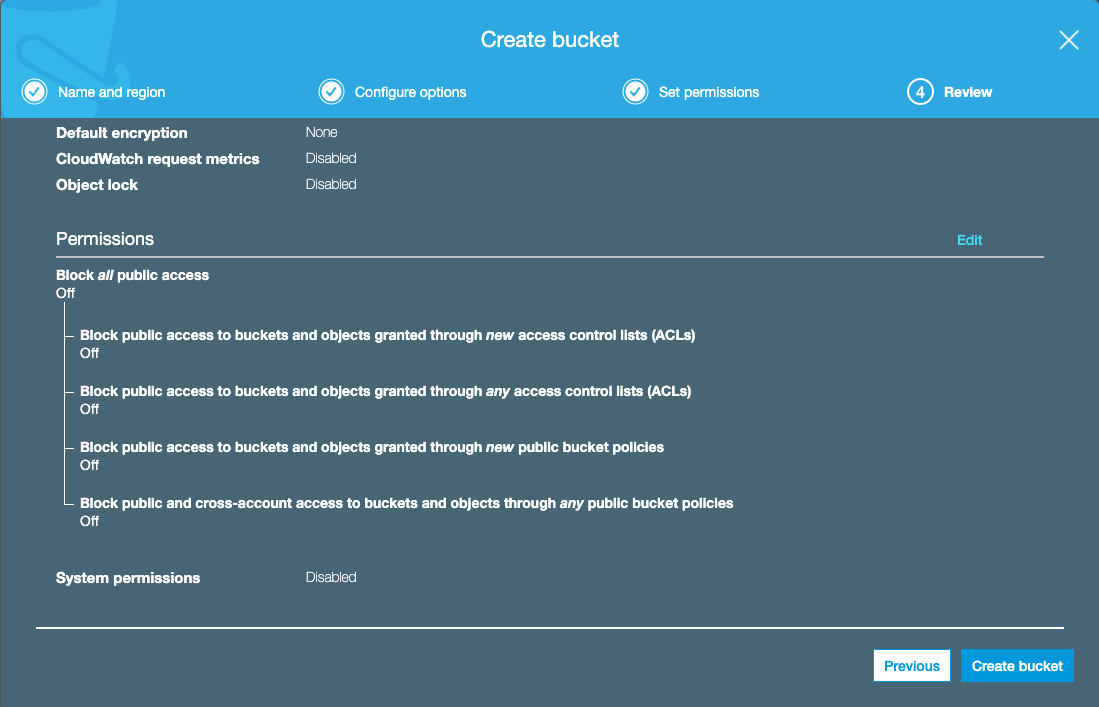 Create bucket
Name and region
Configure options
Set permissions
4 Review
Default encryption None
CloudWatch request metrics Disabled
Object lock Disabled
Permissions Edit
Block all public access
Off
Block public access to buckets and objects granted through new access control lists (ACLs)
Off
Block public access to buckets and objects granted through any access control lists (ACLs)
Off
Block public access to buckets and objects granted through new public bucket policies
Off
Block public and cross-account access to buckets and objects through any public bucket policies
Off
System permissions Disabled
Previous Create bucket